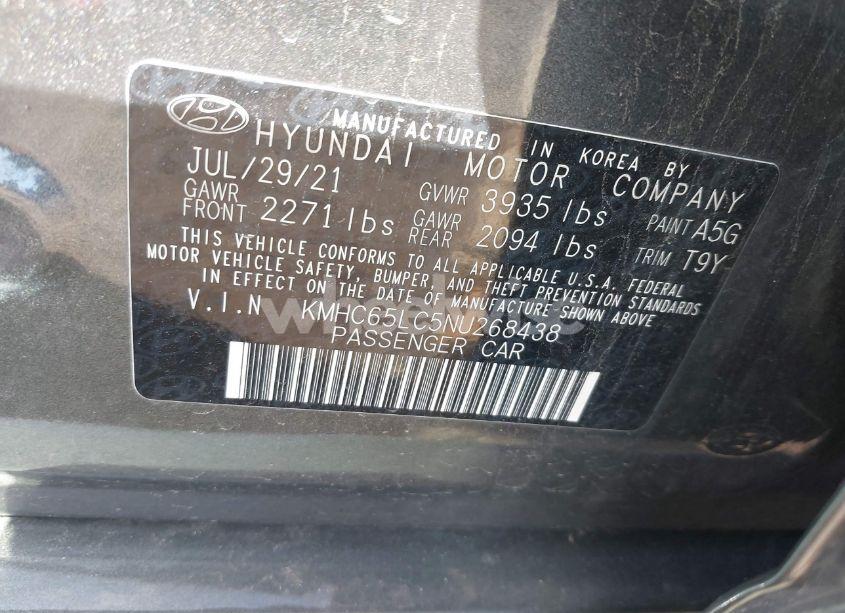 MANUFACTURED IN KOREA BY
HYUNDAI MOTOR COMPANY
JUL/29/21 GVWR 3935 lbs PAINT A5G
GAWR FRONT 2271 lbs GAWR REAR 2094 lbs TRIM T9Y
THIS VEHICLE CONFORMS TO ALL APPLICABLE U.S.A. FEDERAL
MOTOR VEHICLE SAFETY, BUMPER, AND THEFT PREVENTION STANDARDS
IN EFFECT ON THE DATE OF MANUFACTURE SHOWN ABOVE
V.I.N KMHC65LC5NU268438
PASSENGER CAR